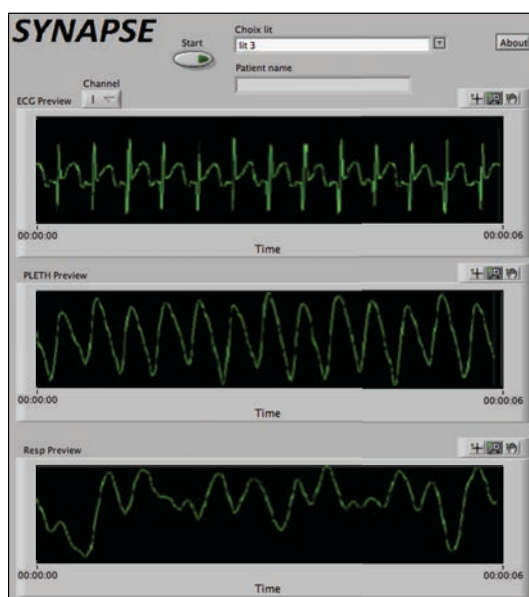 SYNAPSE
Start
Choix lit
lit 3
About
Patient name
Channel
I
ECG Preview
00:00:00
00:00:06
Time
PLETH Preview
00:00:00
00:00:06
Time
Resp Preview
00:00:00
00:00:06
Time